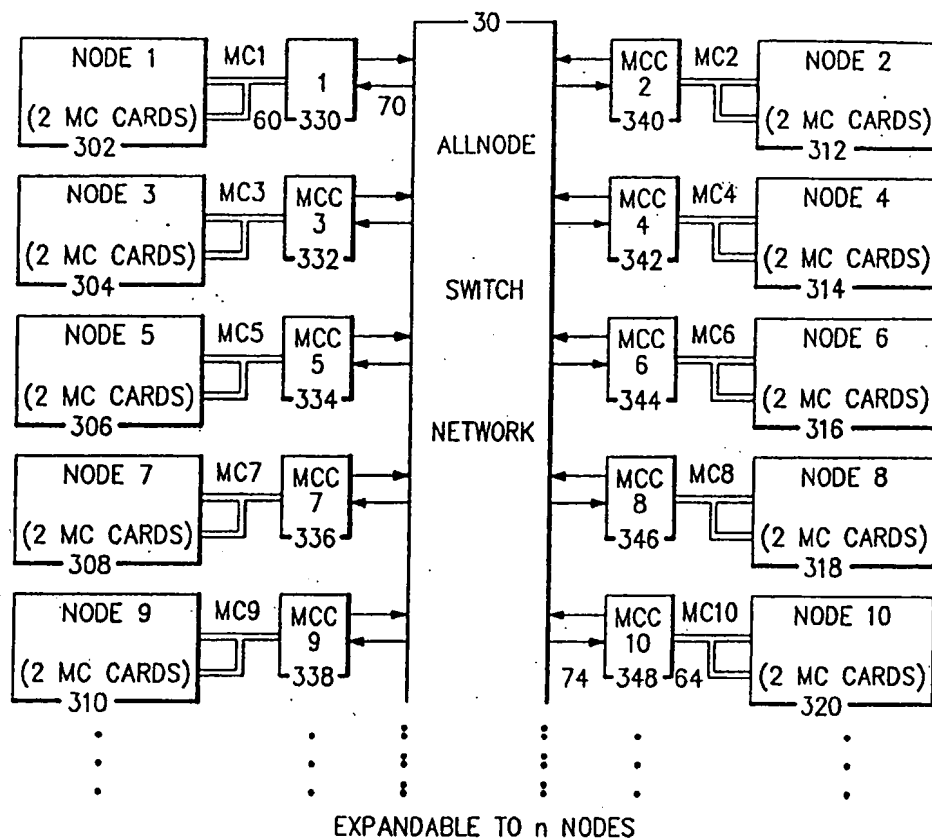 30
NODE 1
(2 MC CARDS)
302
MC1
60
1
330
70
MCC
2
340
MC2
NODE 2
(2 MC CARDS)
312
ALLNODE
NODE 3
(2 MC CARDS)
304
MC3
MCC
3
332
MCC
4
342
MC4
NODE 4
(2 MC CARDS)
314
SWITCH
NODE 5
(2 MC CARDS)
306
MC5
MCC
5
334
MCC
6
344
MC6
NODE 6
(2 MC CARDS)
316
NETWORK
NODE 7
(2 MC CARDS)
308
MC7
MCC
7
336
MCC
8
346
MC8
NODE 8
(2 MC CARDS)
318
NODE 9
(2 MC CARDS)
310
MC9
MCC
9
338
74
MCC
10
348
64
MC10
NODE 10
(2 MC CARDS)
320
EXPANDABLE TO n NODES